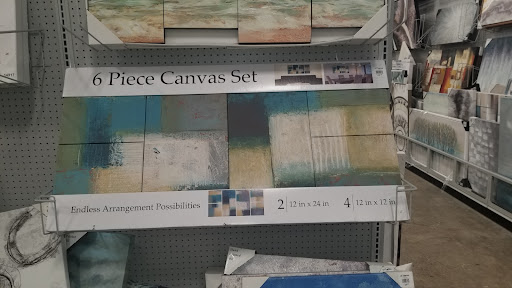 6 Piece Canvas Set
Endless Arrangement Possibilities 2 12 in x 24 in 4 12 in x 12 in